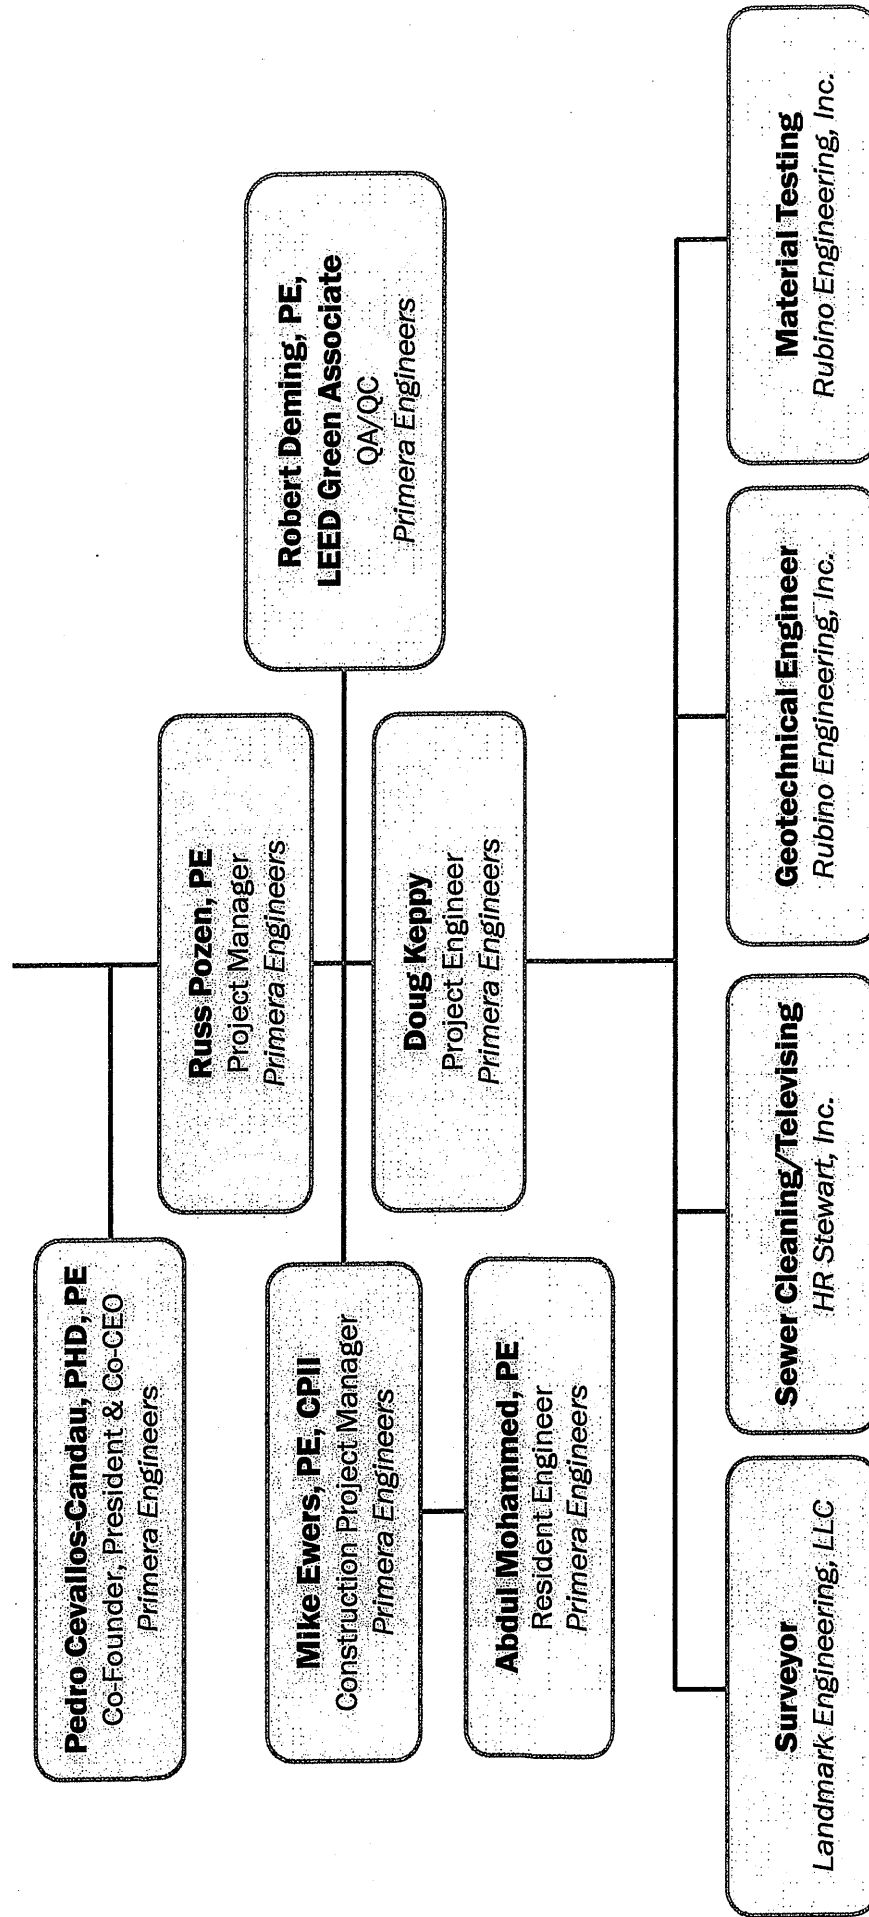 Pedro Cevallos-Candau, PHD, PE
Co-Founder, President & Co-CEO
Primera Engineers
Russ Pozen, PE
Project Manager
Primera Engineers
Mike Ewers, PE, CPII
Construction Project Manager
Primera Engineers
Robert Deming, PE,
LEED Green Associate
QA/QC
Primera Engineers
Doug Keppy
Project Engineer
Primera Engineers
Abdul Mohammed, PE
Resident Engineer
Primera Engineers
Surveyor
Landmark Engineering, LLC
Sewer Cleaning/Televising
HR Stewart, Inc.
Geotechnical Engineer
Rubino Engineering, Inc.
Material Testing
Rubino Engineering, Inc.